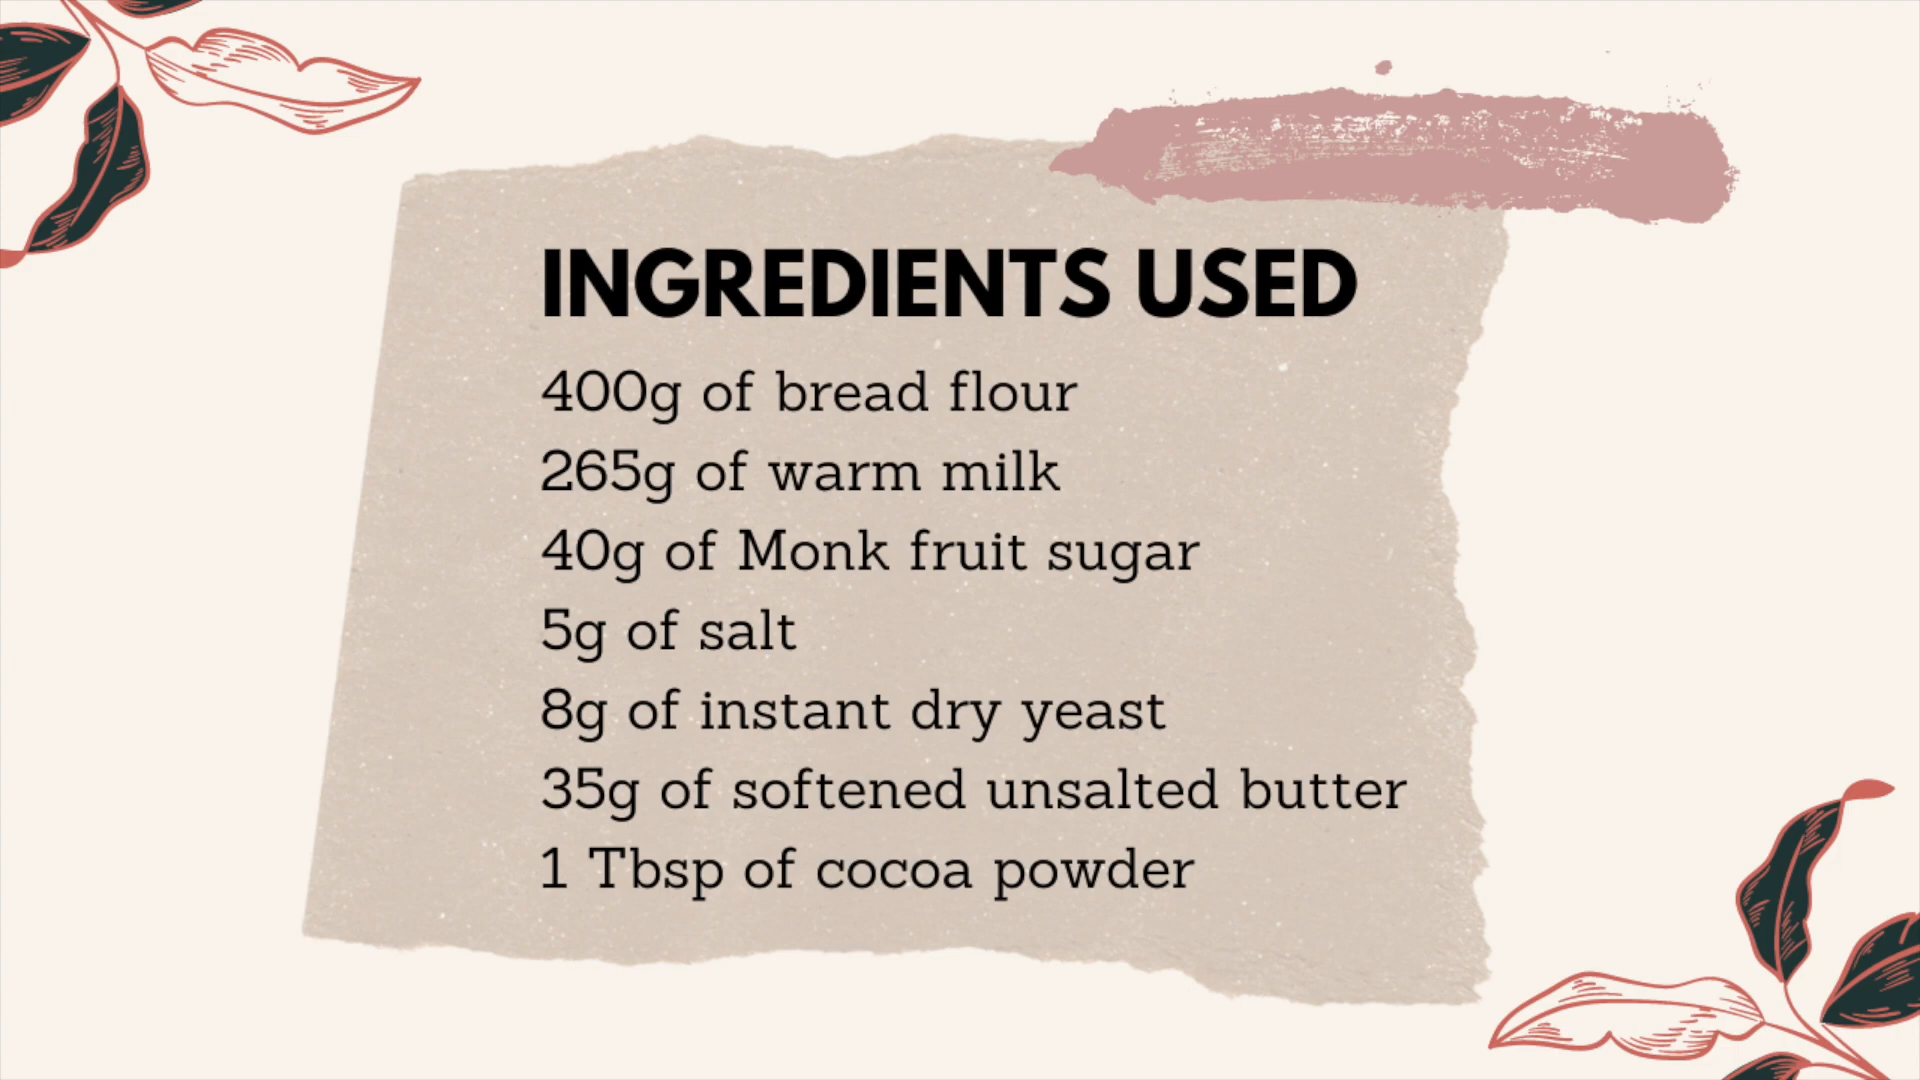 INGREDIENTS USED
400g of bread flour
265g of warm milk
40g of Monk fruit sugar
5g of salt
8g of instant dry yeast
35g of softened unsalted butter
1 Tbsp of cocoa powder